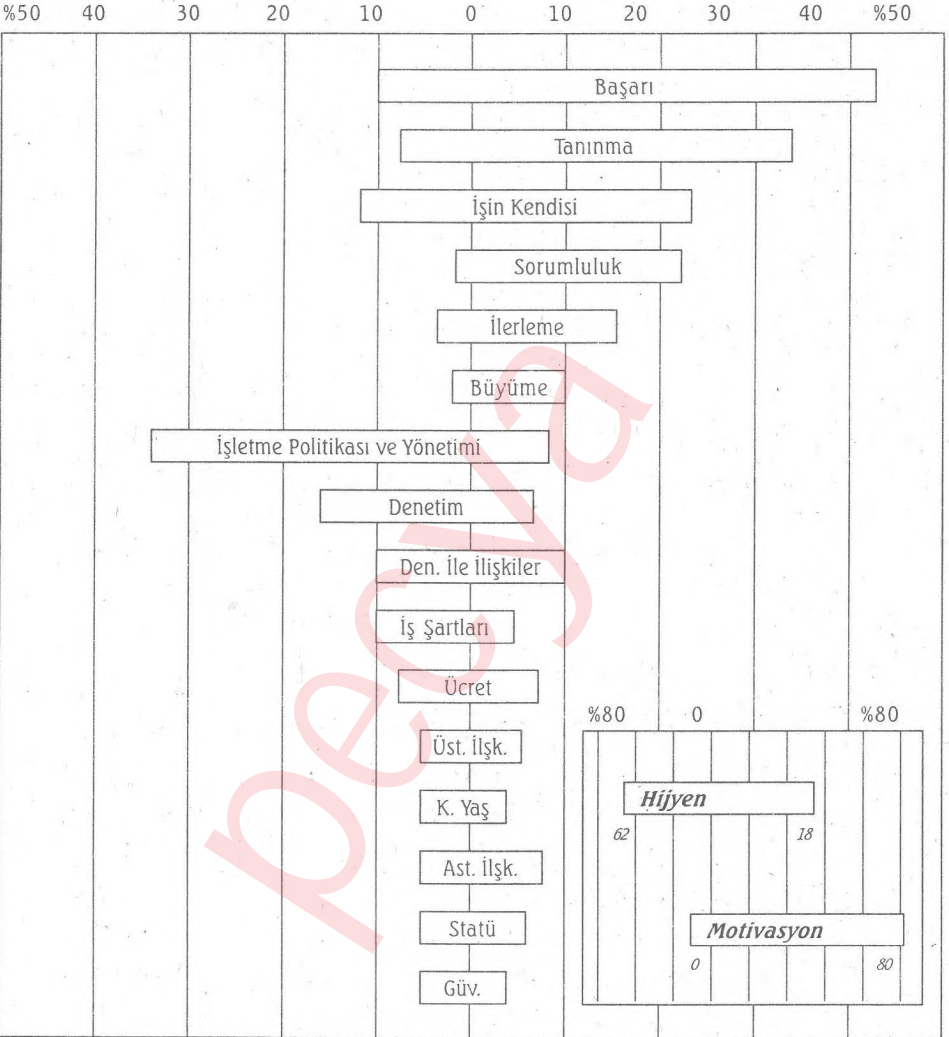 %50 40 30 20 10 0 10 20 30 40 %50
Başarı
Tanınma
İşin Kendisi
Sorumluluk
İlerleme
Büyüme
İşletme Politikası ve Yönetimi
Denetim
Den. İle İlişkiler
İş Şartları
Ücret
%80 0 %80
Üst. İlşk.
Hijyen
K. Yaş
62 18
Ast. İlşk.
Statü
Motivasyon
0 80
Güv.
pecya